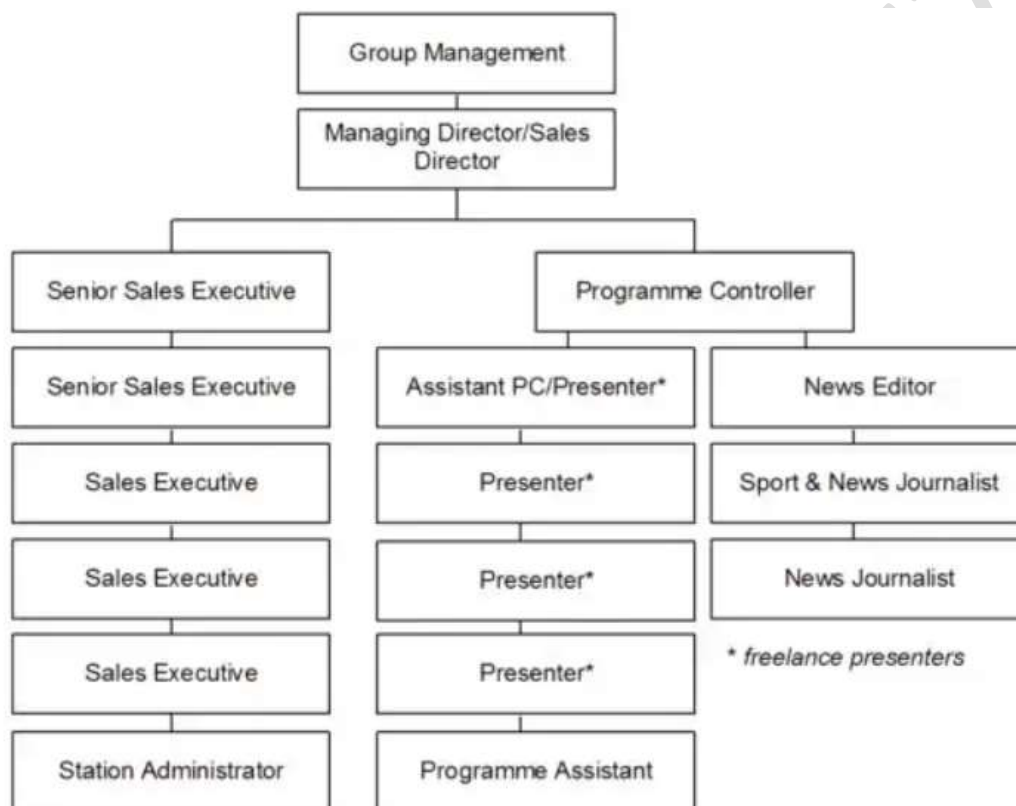 Group Management
Managing Director/Sales
Director
Senior Sales Executive
Programme Controller
Senior Sales Executive
Assistant PC/Presenter*
News Editor
Sales Executive
Presenter*
Sport & News Journalist
Sales Executive
Presenter*
News Journalist
Sales Executive
Presenter*
* freelance presenters
Station Administrator
Programme Assistant